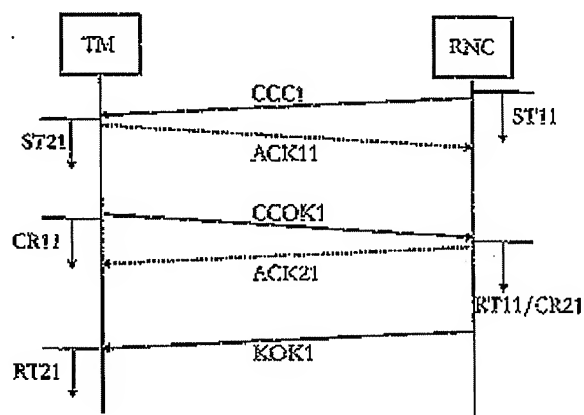 TM
RNC
CCC1
ST11
ST21
ACK11
CCOK1
CR11
ACK21
RT11/CR21
KOK1
RT21